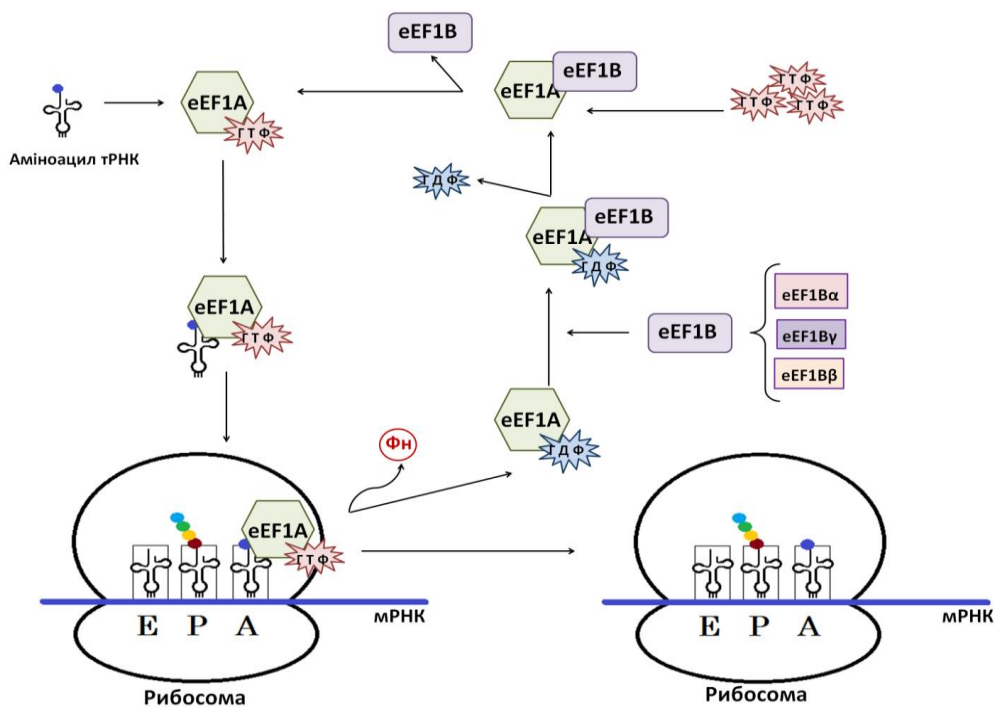 eEF1B
eEF1A
eEF1B
ГТФ
ГТФ
ГТФ
eEF1A
ГТФ
Аміноацил тРНК
ГДФ
eEF1A
eEF1B
ГДФ
eEF1A
ГТФ
eEF1B
eEF1Bα
eEF1Bγ
eEF1Bβ
eEF1A
ГДФ
Фн
eEF1A
ГТФ
E P A
мРНК
Рибосома
E P A
мРНК
Рибосома